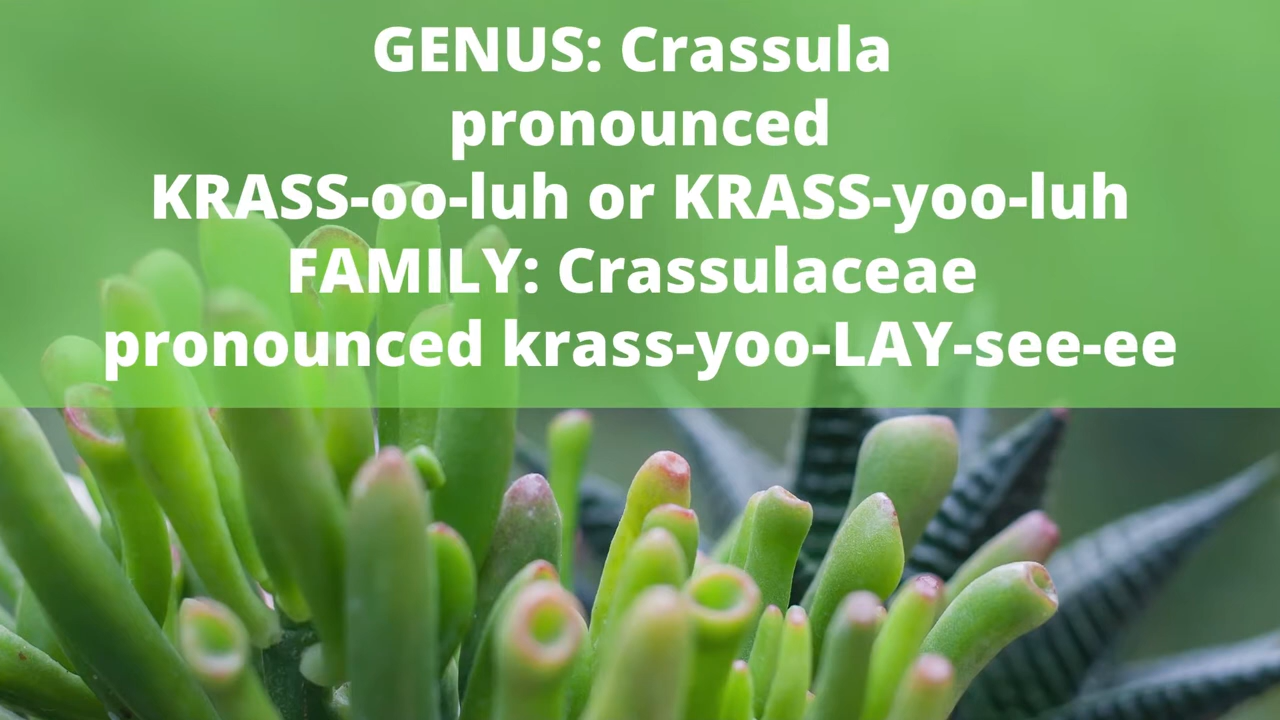 GENUS: Crassula
pronounced
KRASS-oo-luh or KRASS-yoo-luh
FAMILY: Crassulaceae
pronounced krass-yoo-LAY-see-ee